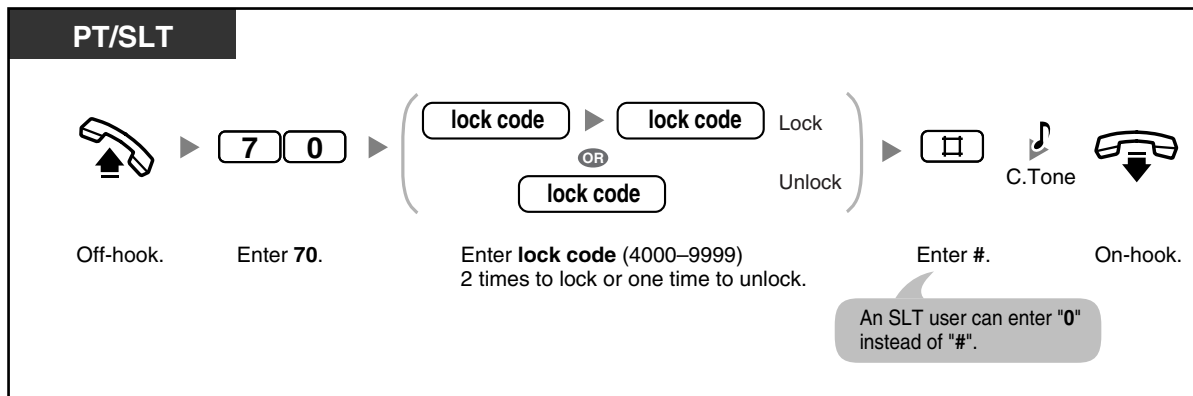 PT/SLT
7 0
lock code lock code Lock
OR
lock code Unlock
#
C.Tone
Off-hook.
Enter 70.
Enter lock code (4000–9999)
2 times to lock or one time to unlock.
Enter #.
On-hook.
An SLT user can enter "0"
instead of "#".